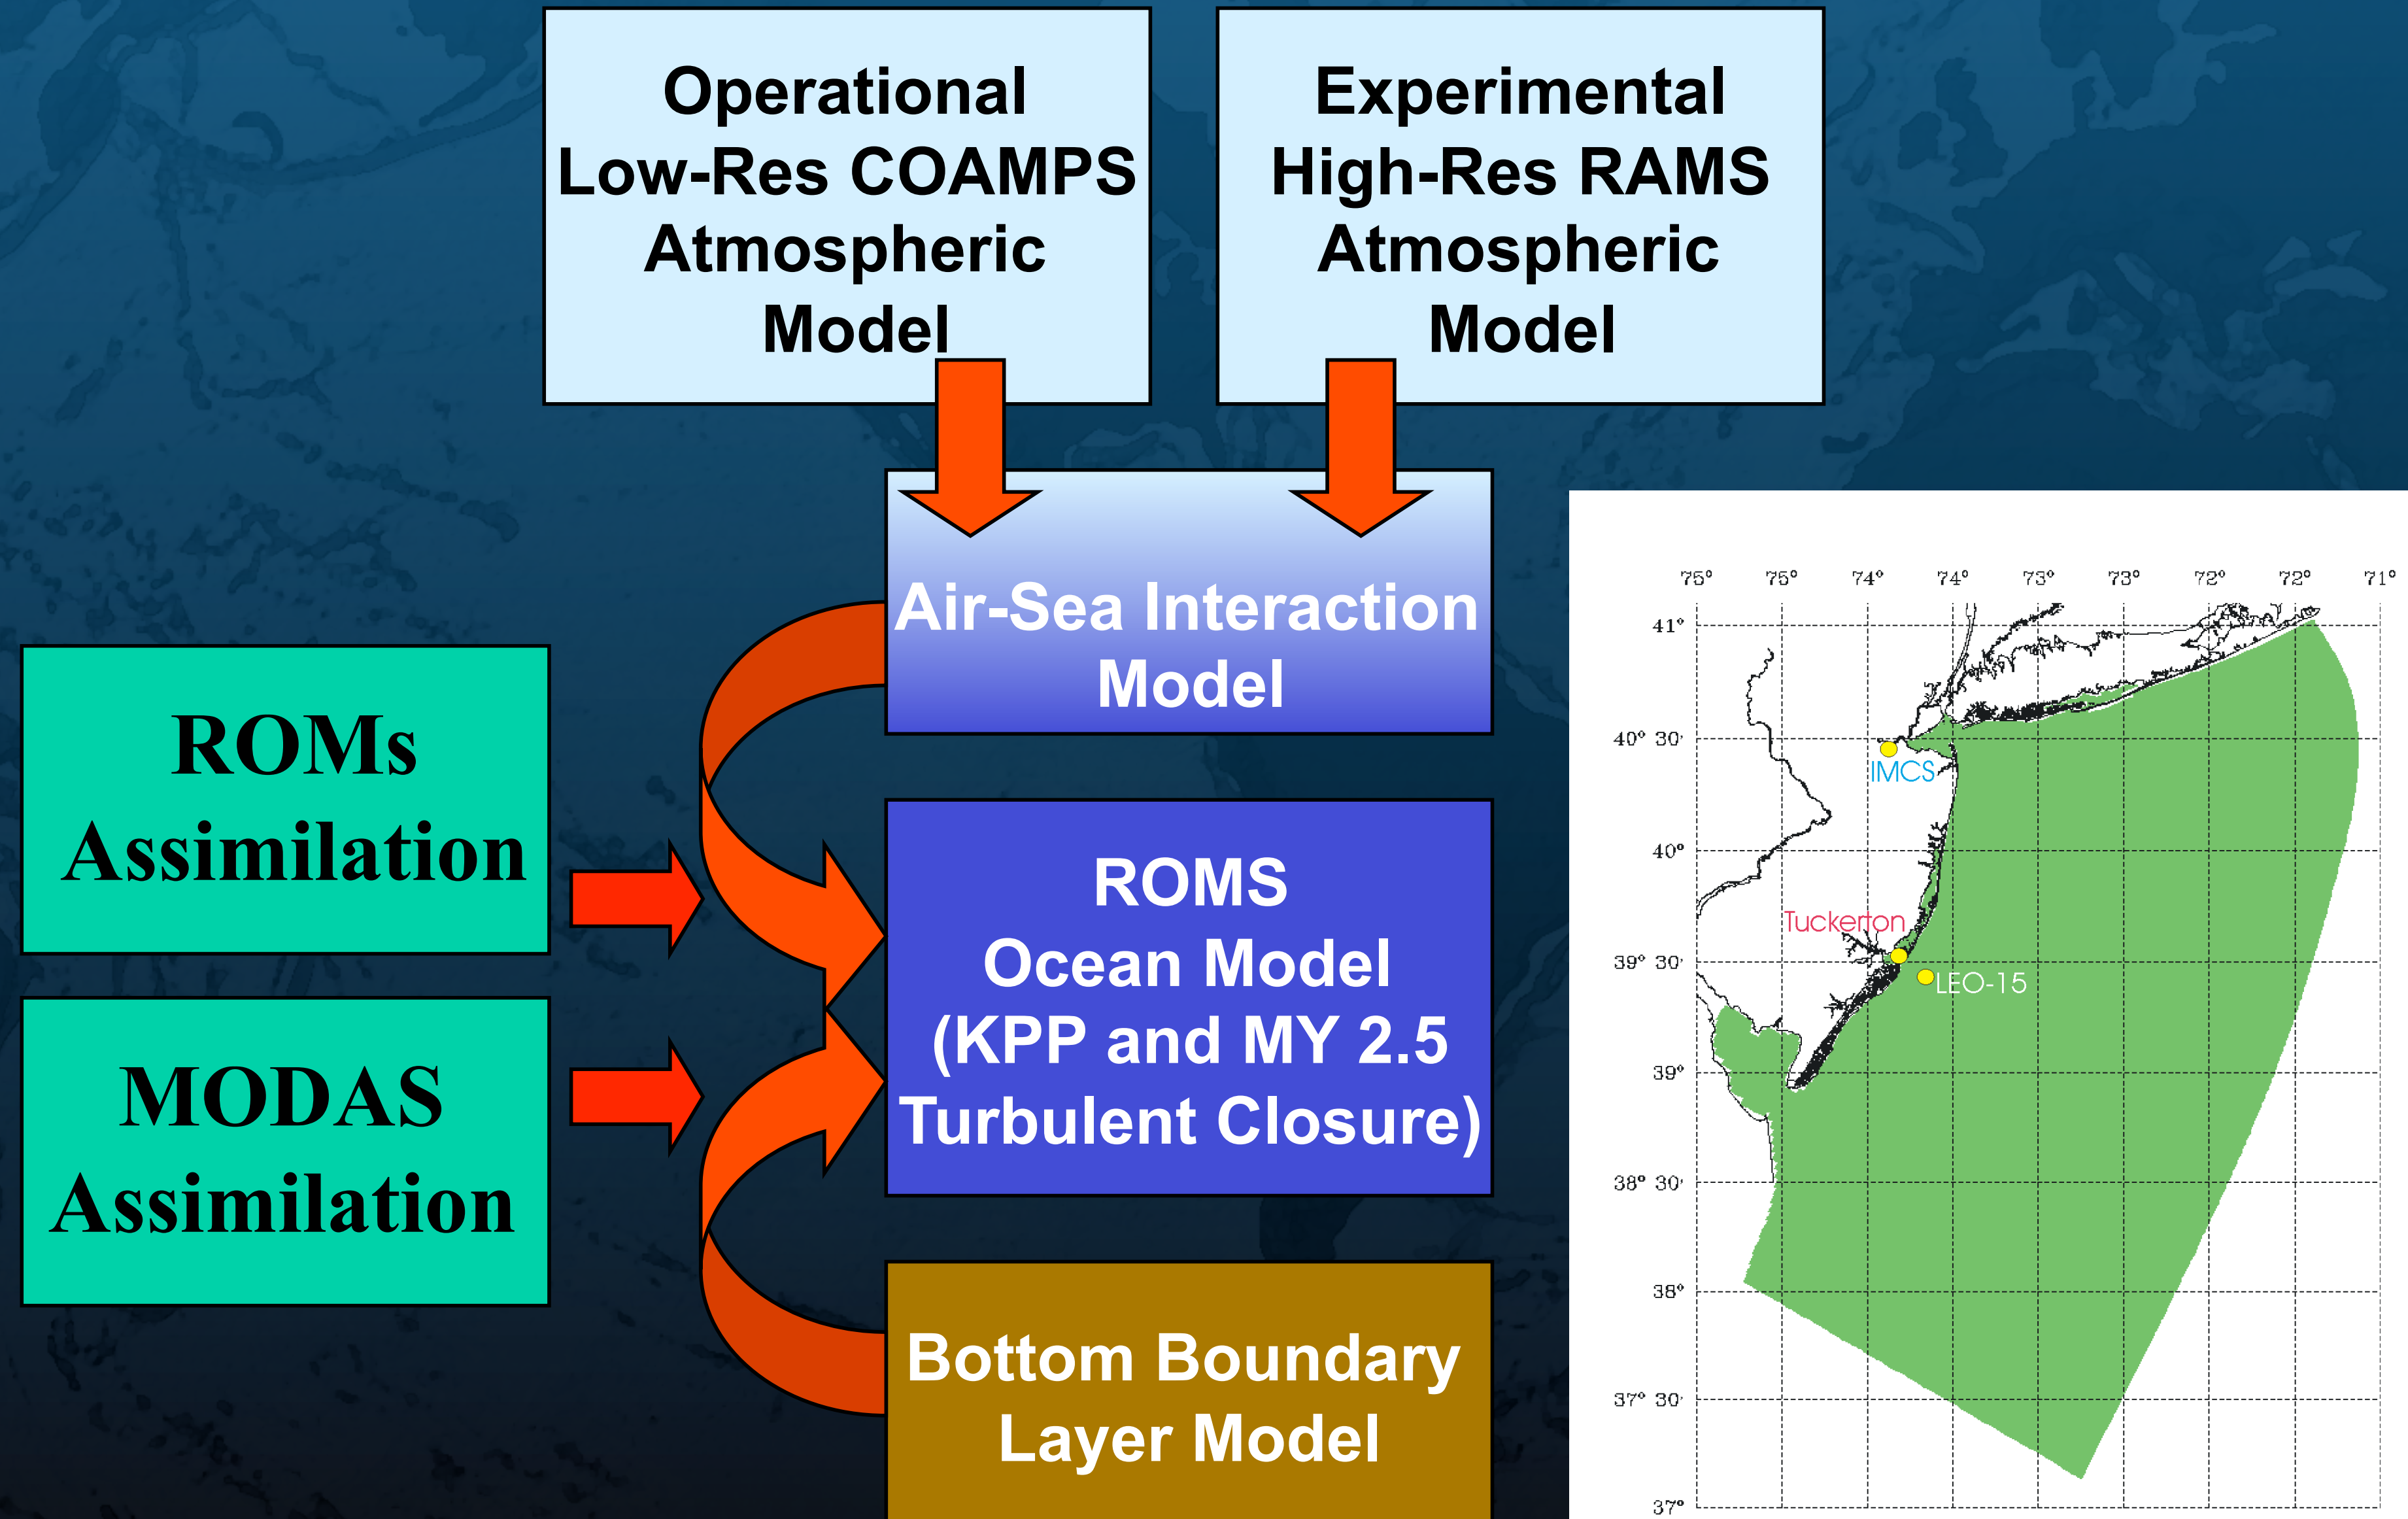 Operational
Low-Res COAMPS
Atmospheric
Model
Experimental
High-Res RAMS
Atmospheric
Model
Air-Sea Interaction
Model
ROMs
Assimilation
MODAS
Assimilation
ROMS
Ocean Model
(KPP and MY 2.5
Turbulent Closure)
Bottom Boundary
Layer Model
75° 75° 74° 74° 73° 73° 72° 72° 71°
41°
40° 30'
IMCS
40°
Tuckerton
39° 30'
LEO-15
39°
38° 30'
38°
37° 30'
37°